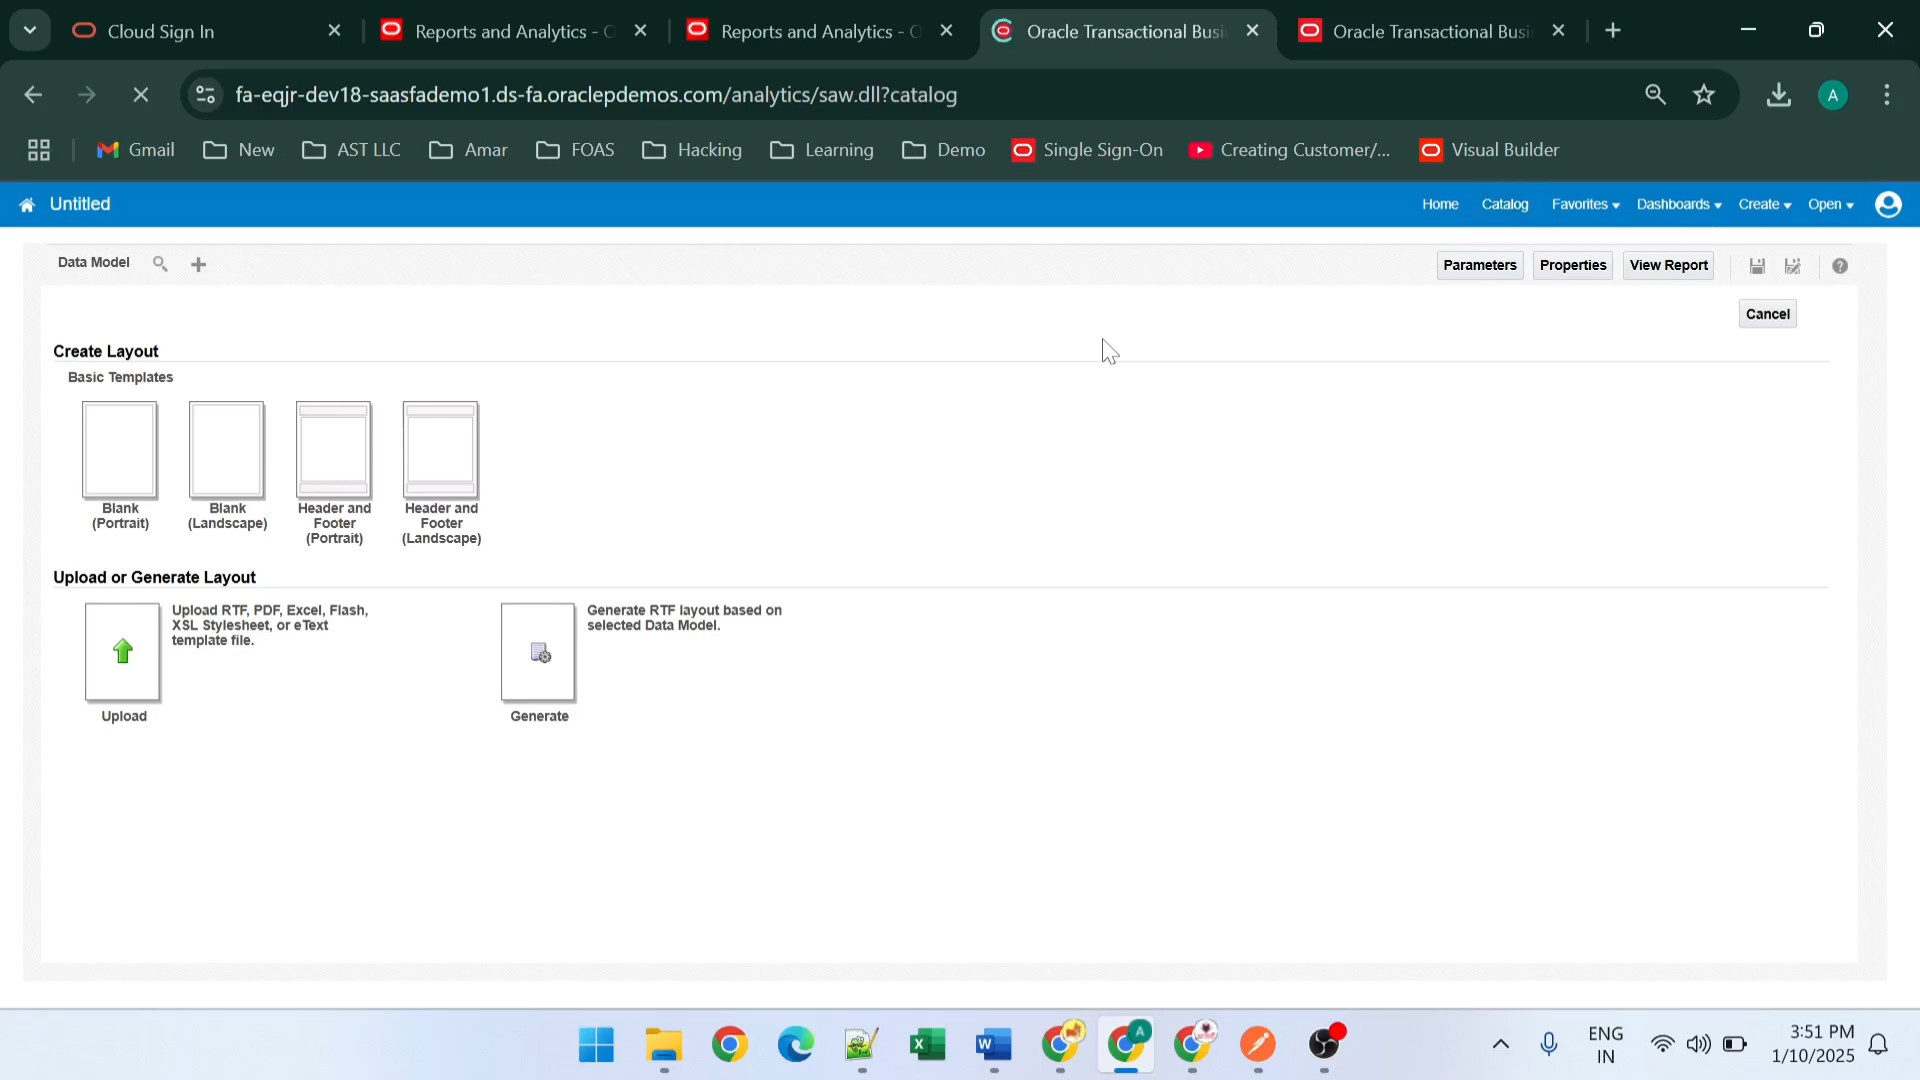 Cloud Sign In
Reports and Analytics - O
Reports and Analytics - O
Oracle Transactional Busi
Oracle Transactional Busi
fa-eqjr-dev18-saasfademo1.ds-fa.oraclepdemos.com/analytics/saw.dll?catalog
A
Gmail
New
AST LLC
Amar
FOAS
Hacking
Learning
Demo
Single Sign-On
Creating Customer/...
Visual Builder
Untitled
Home
Catalog
Favorites
Dashboards
Create
Open
Data Model
Parameters
Properties
View Report
Cancel
Create Layout
Basic Templates
Blank
(Portrait)
Blank
(Landscape)
Header and
Footer
(Portrait)
Header and
Footer
(Landscape)
Upload or Generate Layout
Upload RTF, PDF, Excel, Flash,
XSL Stylesheet, or eText
template file.
Upload
Generate RTF layout based on
selected Data Model.
Generate
A
ENG
IN
3:51 PM
1/10/2025